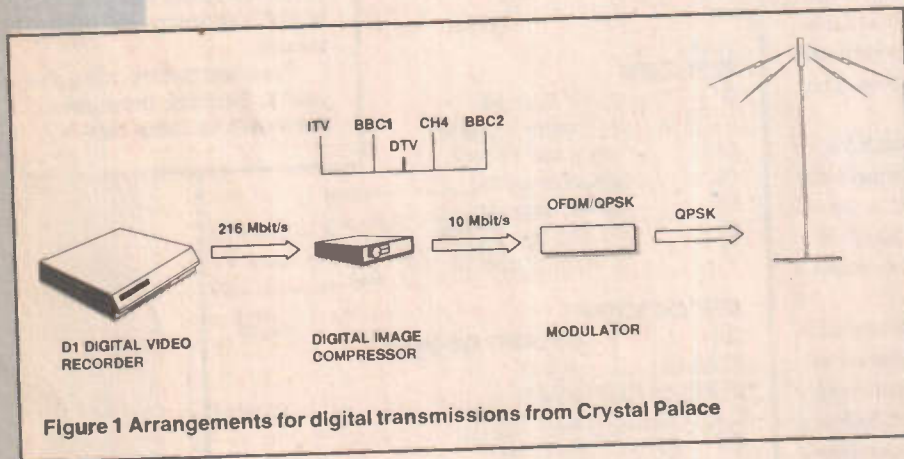 ITV BBC1 CH4 BBC2
DTV
216 Mbit/s
10 Mbit/s
OFDM/QPSK
QPSK
D1 DIGITAL VIDEO
RECORDER
DIGITAL IMAGE
COMPRESSOR
MODULATOR
Figure 1 Arrangements for digital transmissions from Crystal Palace